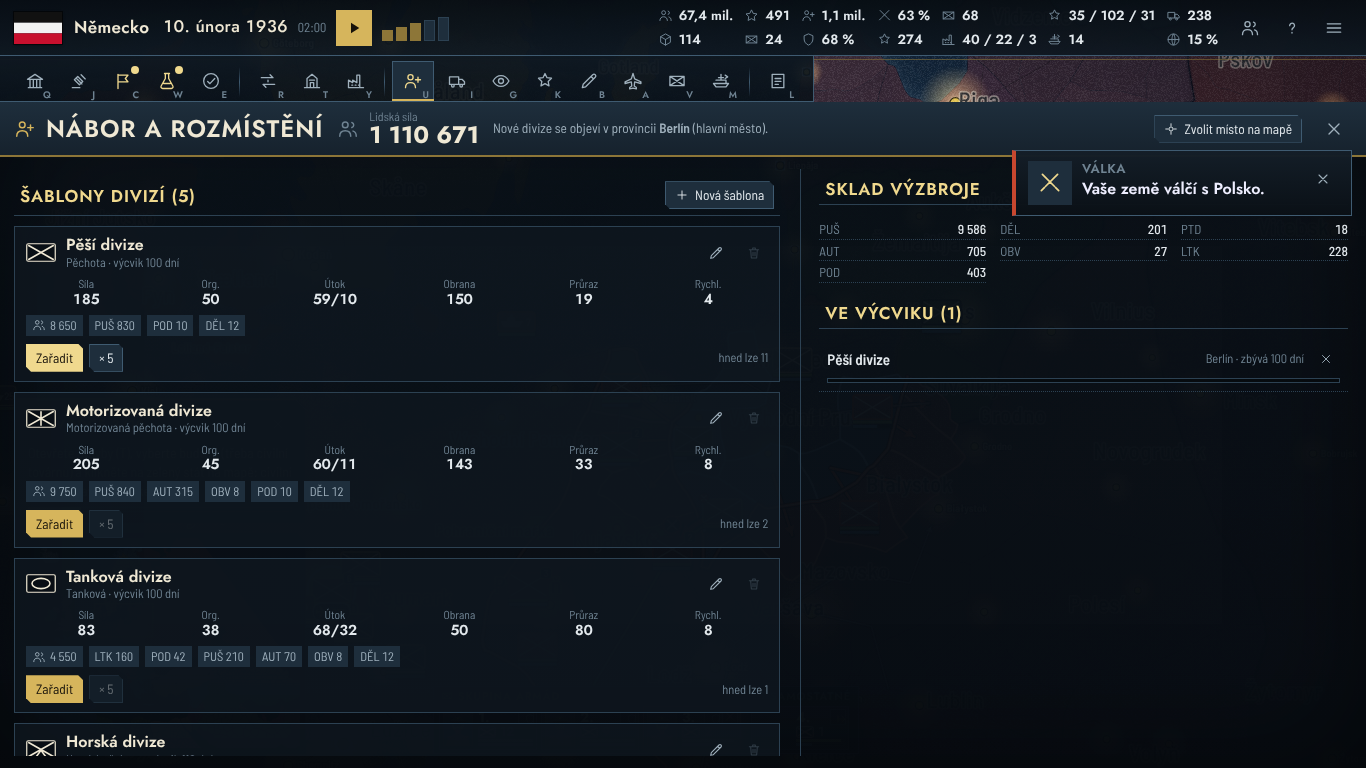 Německo 10. února 1936 02:00
67,4 mil. 491 1,1 mil. 63 % 68 35 / 102 / 31 238
114 24 68 % 274 40 / 22 / 3 14 15 % ?
Q J C W E R T Y U I G K B A V M L
Pskov
Riga
NÁBOR A ROZMÍSTĚNÍ
Lidská síla
1 110 671
Nové divize se objeví v provincii Berlín (hlavní město).
Zvolit místo na mapě
VÁLKA
Vaše země válčí s Polsko.
ŠABLONY DIVIZÍ (5)
Nová šablona
Pěší divize
Pěchota · výcvik 100 dní
Síla Org. Útok Obrana Průraz Rychl.
185 50 59/10 150 19 4
8 650 PUŠ 830 POD 10 DĚL 12
Zařadit × 5 hned lze 11
Motorizovaná divize
Motorizovaná pěchota · výcvik 100 dní
Síla Org. Útok Obrana Průraz Rychl.
205 45 60/11 143 33 8
9 750 PUŠ 840 AUT 315 OBV 8 POD 10 DĚL 12
Zařadit × 5 hned lze 2
Tanková divize
Tanková · výcvik 100 dní
Síla Org. Útok Obrana Průraz Rychl.
83 38 68/32 50 80 8
4 550 LTK 160 POD 42 PUŠ 210 AUT 70 OBV 8 DĚL 12
Zařadit × 5 hned lze 1
Horská divize
SKLAD VÝZBROJE
PUŠ 9 586 DĚL 201 PTD 18
AUT 705 OBV 27 LTK 228
POD 403
VE VÝCVIKU (1)
Pěší divize Berlín · zbývá 100 dní